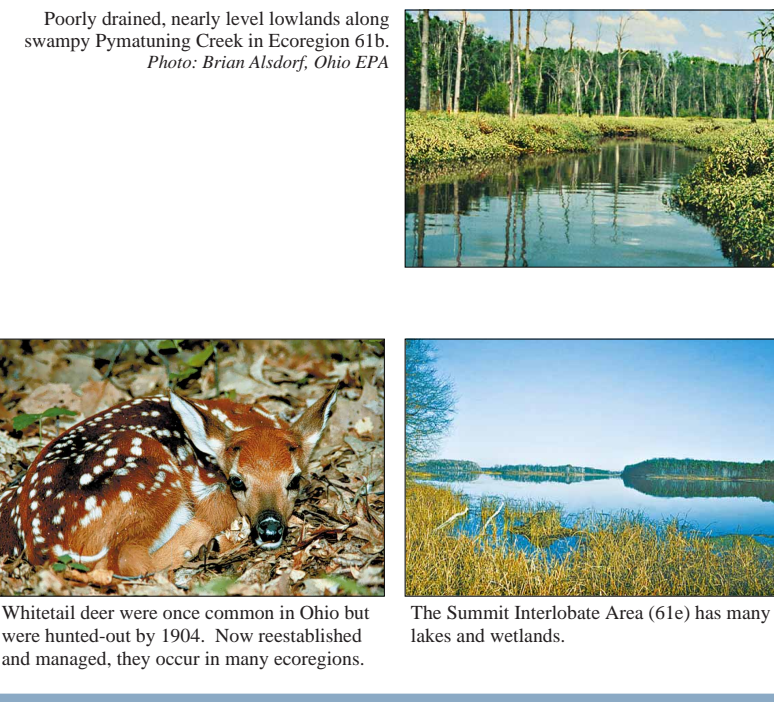 Poorly drained, nearly level lowlands along
swampy Pymatuning Creek in Ecoregion 61b.
Photo: Brian Alsdorf, Ohio EPA
Whitetail deer were once common in Ohio but
were hunted-out by 1904.  Now reestablished
and managed, they occur in many ecoregions.
The Summit Interlobate Area (61e) has many
lakes and wetlands.